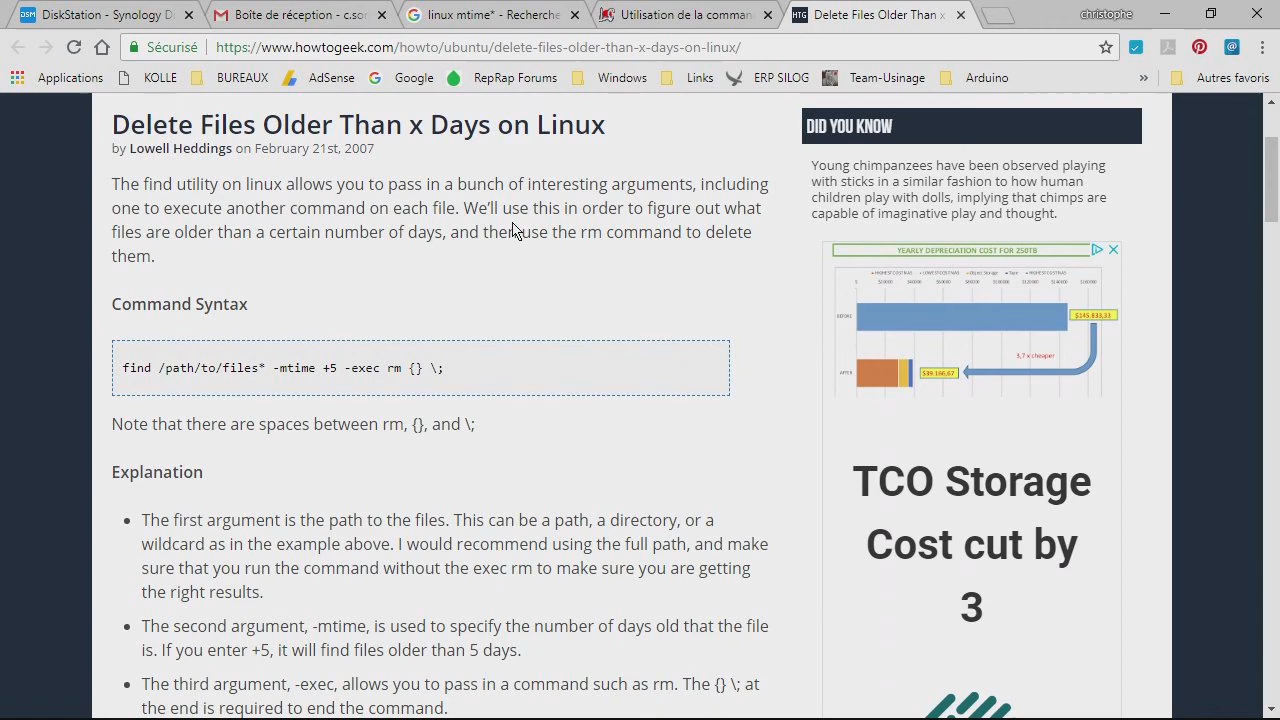 DiskStation - Synology D
Boîte de réception - c.sor
linux mtime* - Recherche
Utilisation de la comman
HTG Delete Files Older Than x
christophe
Sécurisé https://www.howtogeek.com/howto/ubuntu/delete-files-older-than-x-days-on-linux/
Applications KOLLE BUREAUX AdSense Google RepRap Forums Windows Links ERP SILOG Team-Usinage Arduino » Autres favoris
Delete Files Older Than x Days on Linux
by Lowell Heddings on February 21st, 2007
The find utility on linux allows you to pass in a bunch of interesting arguments, including
one to execute another command on each file. We'll use this in order to figure out what
files are older than a certain number of days, and then use the rm command to delete
them.
Command Syntax
find /path/to/files* -mtime +5 -exec rm {} \;
Note that there are spaces between rm, {}, and \;
Explanation
• The first argument is the path to the files. This can be a path, a directory, or a
wildcard as in the example above. I would recommend using the full path, and make
sure that you run the command without the exec rm to make sure you are getting
the right results.
• The second argument, -mtime, is used to specify the number of days old that the file
is. If you enter +5, it will find files older than 5 days.
• The third argument, -exec, allows you to pass in a command such as rm. The {} \; at
the end is required to end the command.
DID YOU KNOW
Young chimpanzees have been observed playing
with sticks in a similar fashion to how human
children play with dolls, implying that chimps are
capable of imaginative play and thought.
YEARLY DEPRECIATION COST FOR 250TB
BEFORE
$145.833,33
3,7 x cheaper
AFTER
$39.166,67
TCO Storage
Cost cut by
3